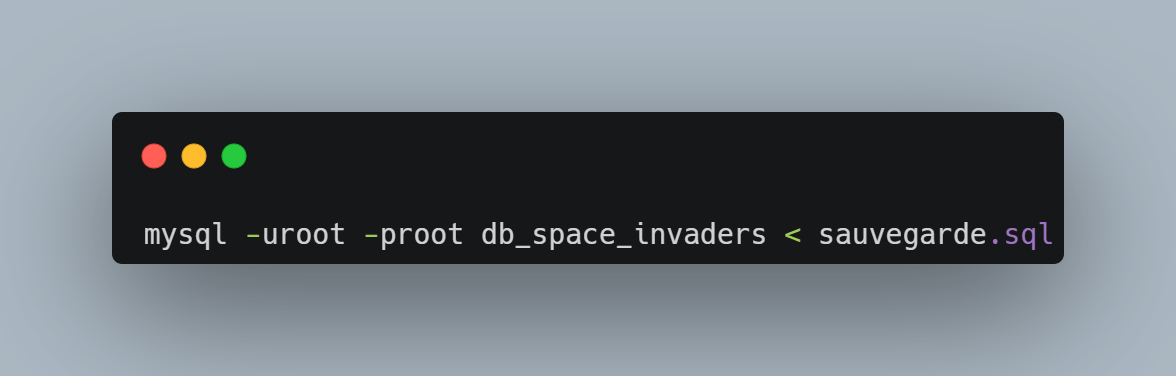 mysql -uroot -proot db_space_invaders < sauvegarde.sql